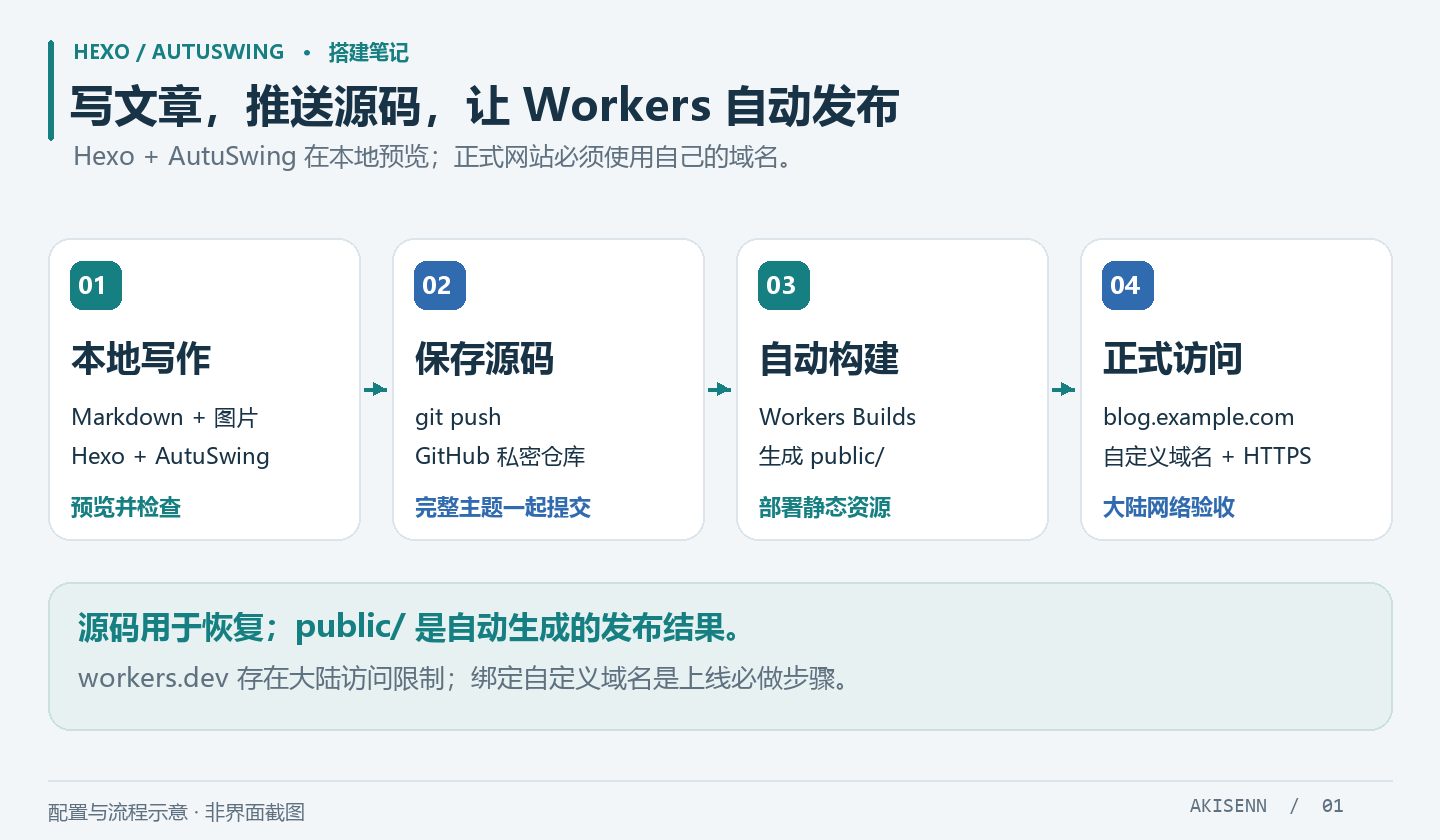 HEXO / AUTUSWING • 搭建笔记
写文章，推送源码，让 Workers 自动发布
Hexo + AutuSwing 在本地预览；正式网站必须使用自己的域名。
01
本地写作
Markdown + 图片
Hexo + AutuSwing
预览并检查
02
保存源码
git push
GitHub 私密仓库
完整主题一起提交
03
自动构建
Workers Builds
生成 public/
部署静态资源
04
正式访问
blog.example.com
自定义域名 + HTTPS
大陆网络验收
源码用于恢复；public/ 是自动生成的发布结果。
workers.dev 存在大陆访问限制；绑定自定义域名是上线必做步骤。
配置与流程示意 · 非界面截图
AKISENN / 01